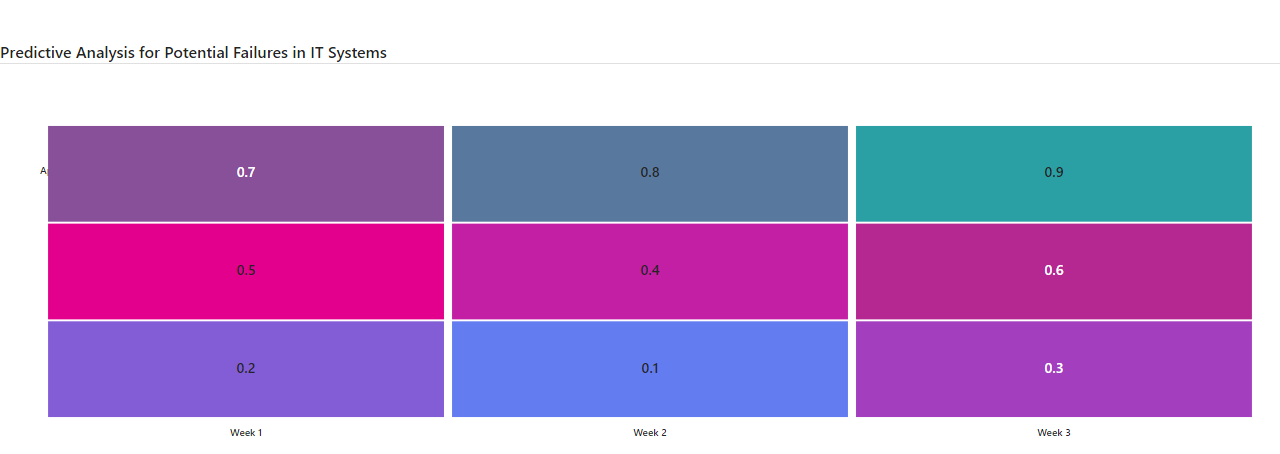 Predictive Analysis for Potential Failures in IT Systems
0.7 0.8 0.9
0.5 0.4 0.6
0.2 0.1 0.3
Week 1 Week 2 Week 3